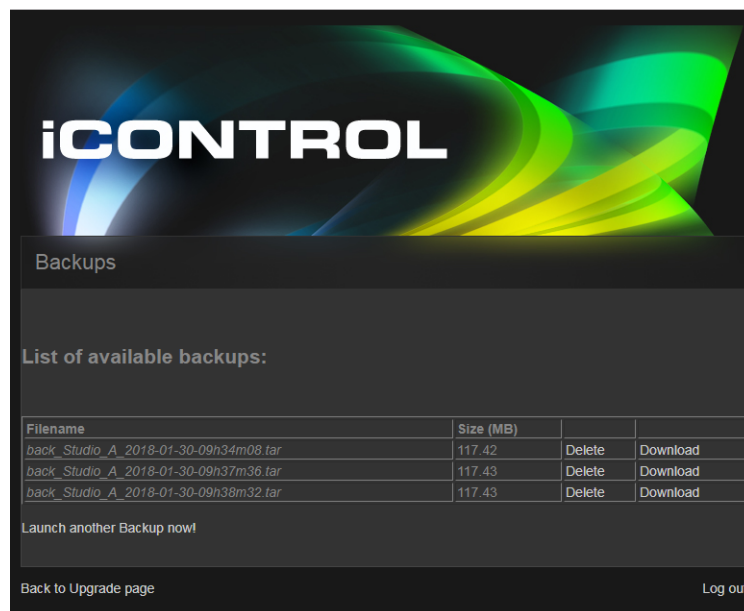 iCONTROL
Backups
List of available backups:
Filename Size (MB)
back_Studio_A_2018-01-30-09h34m08.tar 117.42 Delete Download
back_Studio_A_2018-01-30-09h37m36.tar 117.43 Delete Download
back_Studio_A_2018-01-30-09h38m32.tar 117.43 Delete Download
Launch another Backup now!
Back to Upgrade page Log out